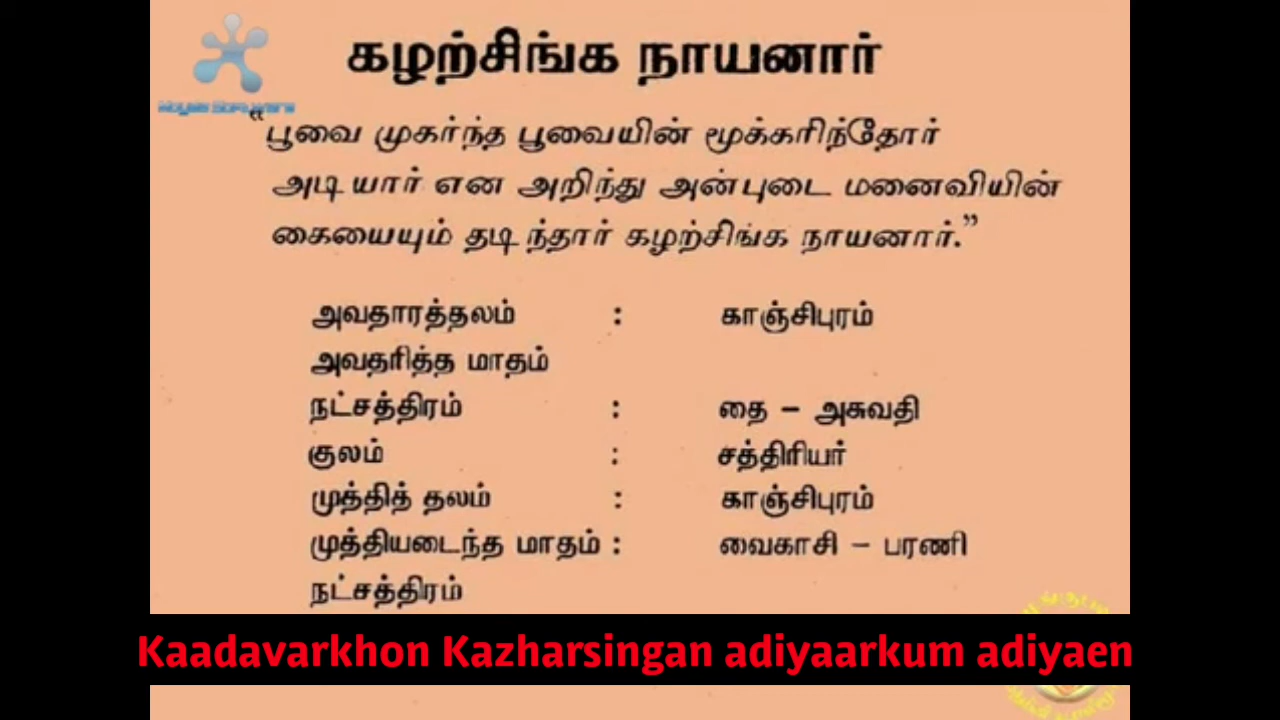 கழற்சிங்க நாயனார்
“பூவை முகர்ந்த பூவையின் மூக்கரிந்தோர்
அடியார் என அறிந்து அன்புடை மனைவியின்
கையையும் தடிந்தார் கழற்சிங்க நாயனார்.”
அவதாரத்தலம் : காஞ்சிபுரம்
அவதரித்த மாதம்
நட்சத்திரம் : தை – அசுவதி
குலம் : சத்திரியர்
முத்தித் தலம் : காஞ்சிபுரம்
முத்தியடைந்த மாதம் : வைகாசி – பரணி
நட்சத்திரம்
Kaadavarkhon Kazharsingan adiyaarkum adiyaen